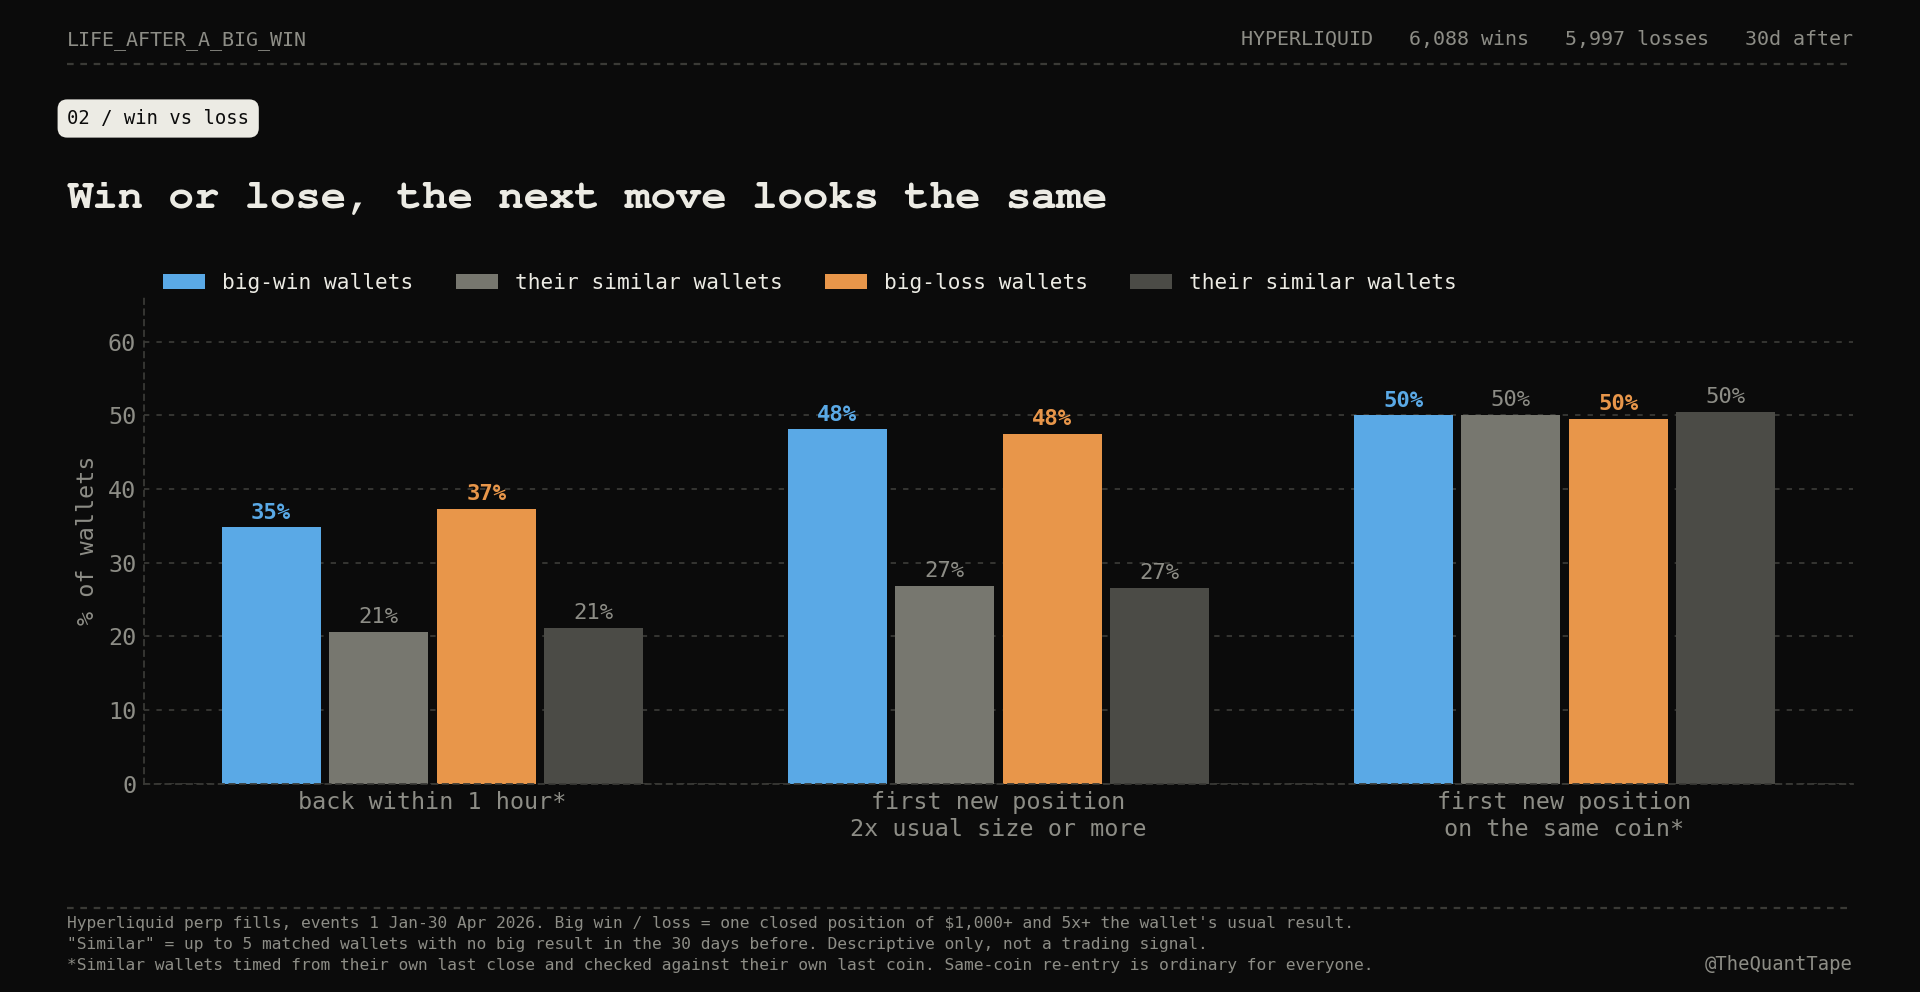 LIFE_AFTER_A_BIG_WIN
HYPERLIQUID 6,088 wins 5,997 losses 30d after
02 / win vs loss
Win or lose, the next move looks the same
big-win wallets their similar wallets big-loss wallets their similar wallets
% of wallets
60
50
40
30
20
10
0
35% 21% 37% 21%
48% 27% 48% 27%
50% 50% 50% 50%
back within 1 hour*
first new position
2x usual size or more
first new position
on the same coin*
Hyperliquid perp fills, events 1 Jan-30 Apr 2026. Big win / loss = one closed position of $1,000+ and 5x+ the wallet's usual result.
"Similar" = up to 5 matched wallets with no big result in the 30 days before. Descriptive only, not a trading signal.
*Similar wallets timed from their own last close and checked against their own last coin. Same-coin re-entry is ordinary for everyone.
@TheQuantTape